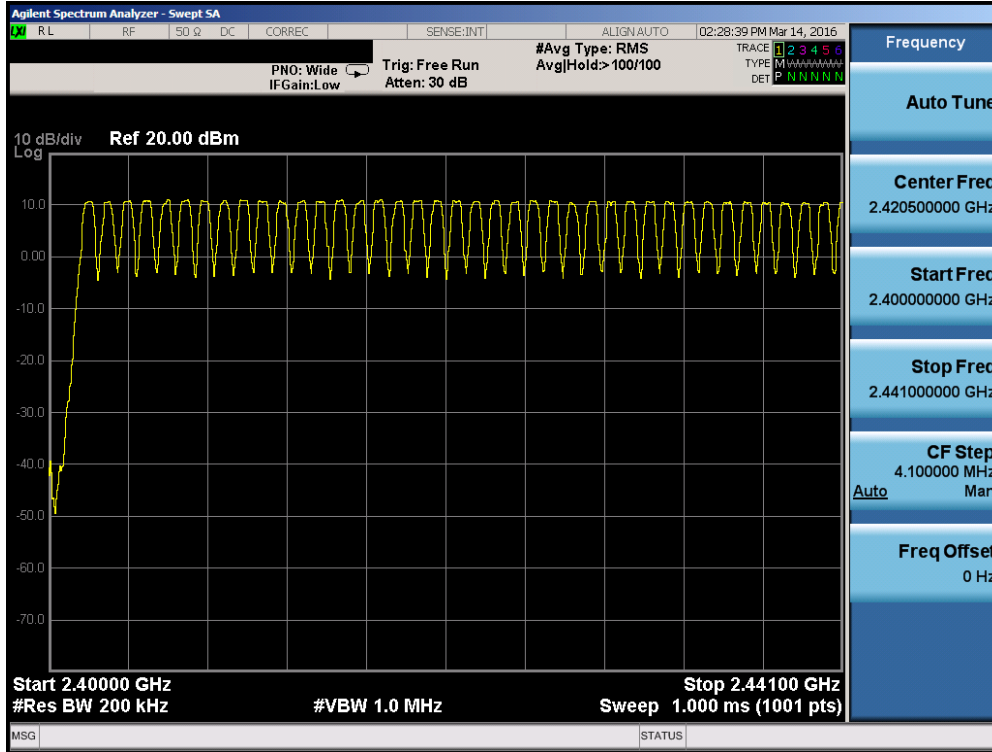 Agilent Spectrum Analyzer - Swept SA
LXI RL RF 50 Ω DC CORREC SENSE:INT ALIGN AUTO 02:28:39 PM Mar 14, 2016
PNO: Wide
IFGain:Low
Trig: Free Run
Atten: 30 dB
#Avg Type: RMS
Avg|Hold:>100/100
TRACE 1 2 3 4 5 6
TYPE M
DET P N N N N N
10 dB/div
Log
Ref 20.00 dBm
10.0
0.00
-10.0
-20.0
-30.0
-40.0
-50.0
-60.0
-70.0
Start 2.40000 GHz
Stop 2.44100 GHz
#Res BW 200 kHz
#VBW 1.0 MHz
Sweep 1.000 ms (1001 pts)
MSG
STATUS
Frequency
Auto Tune
Center Freq
2.420500000 GHz
Start Freq
2.400000000 GHz
Stop Freq
2.441000000 GHz
CF Step
4.100000 MHz
Auto Man
Freq Offset
0 Hz